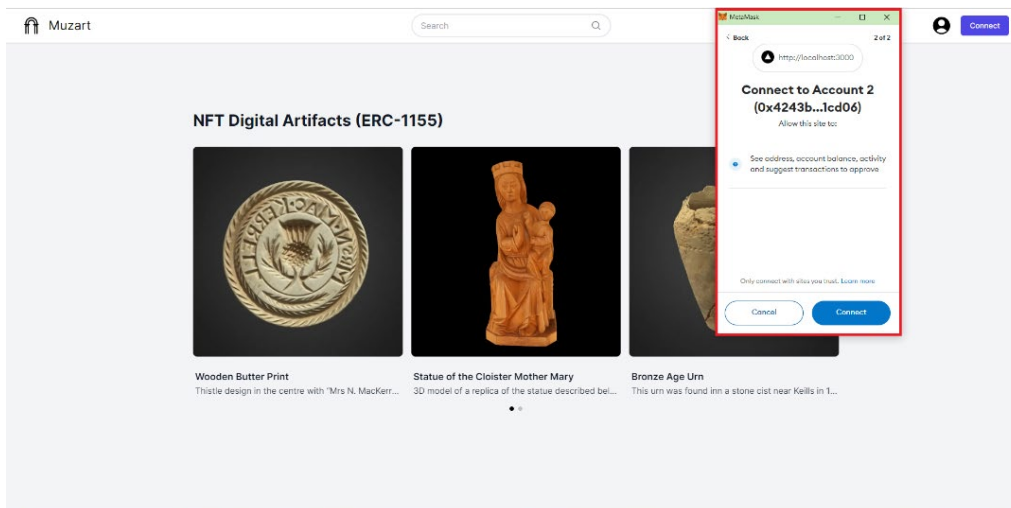 Muzart
Search
Connect
MetaMask
< Back
2 of 2
http://localhost:3000
Connect to Account 2
(0x4243b...1cd06)
Allow this site to:
See address, account balance, activity
and suggest transactions to approve
Only connect with sites you trust. Learn more
Cancel
Connect
NFT Digital Artifacts (ERC-1155)
Wooden Butter Print
Thistle design in the centre with "Mrs N. MacKerr...
Statue of the Cloister Mother Mary
3D model of a replica of the statue described bel...
Bronze Age Urn
This urn was found inn a stone cist near Keills in 1...